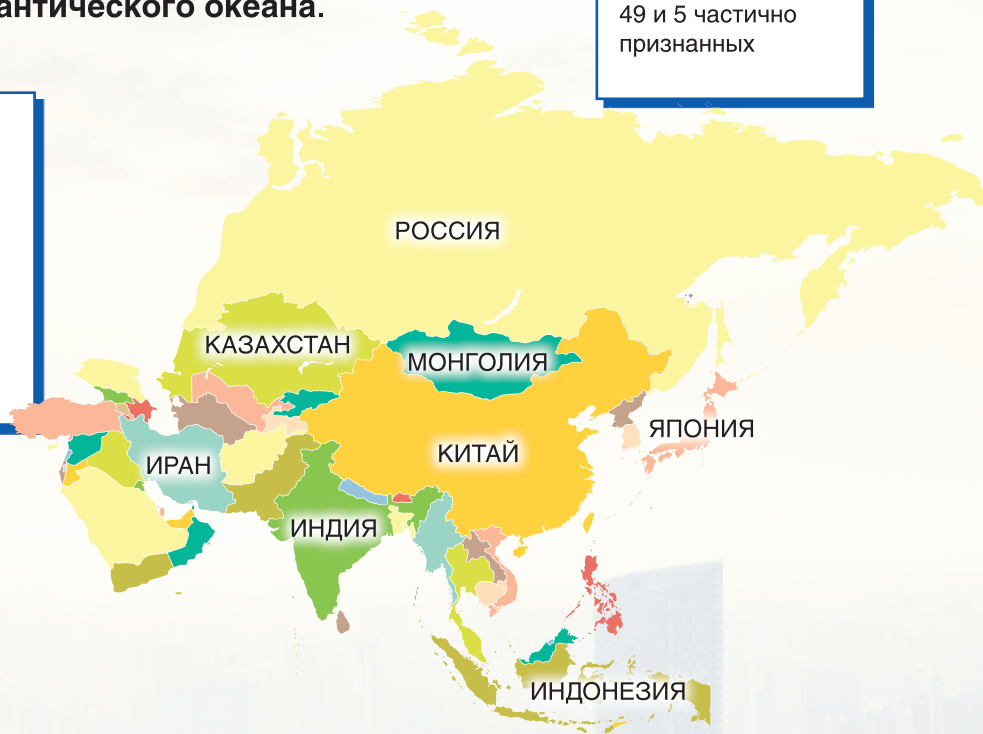 антического океана.
49 и 5 частично
признанных
РОССИЯ
КАЗАХСТАН
МОНГОЛИЯ
ЯПОНИЯ
КИТАЙ
ИРАН
ИНДИЯ
ИНДОНЕЗИЯ